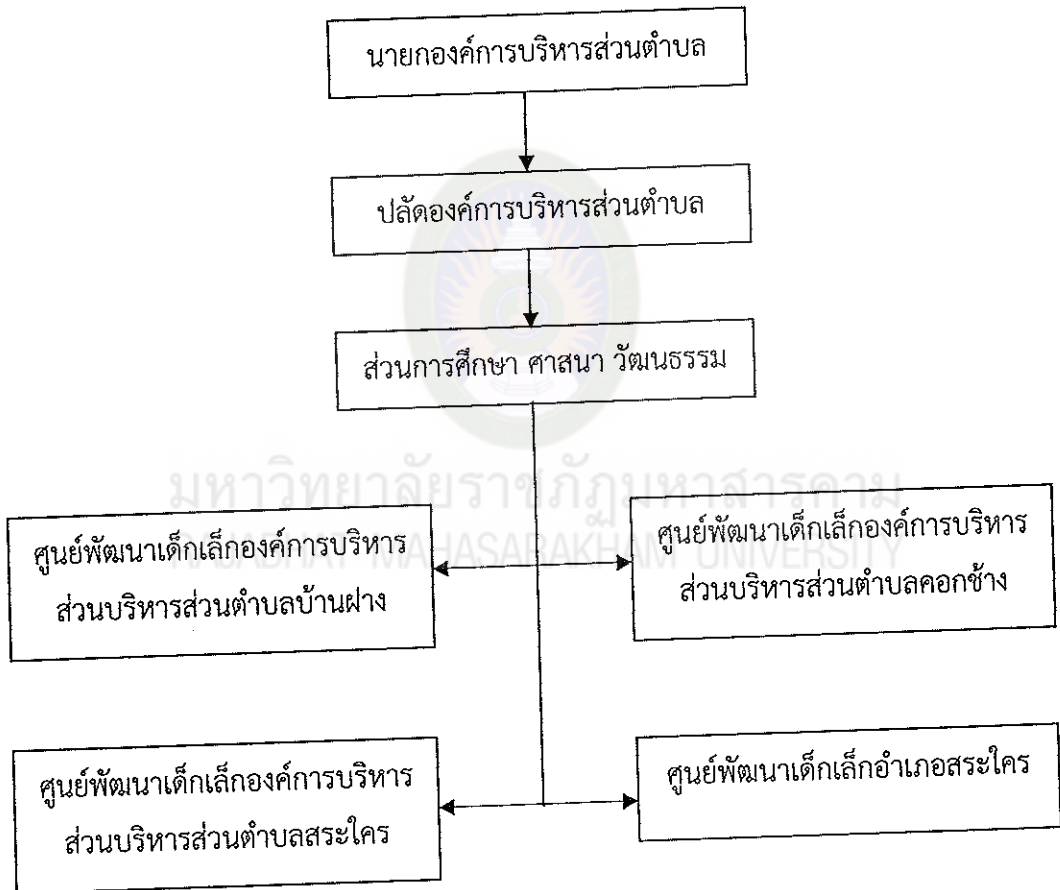 นายกองค์การบริหารส่วนตำบล
ปลัดองค์การบริหารส่วนตำบล
ส่วนการศึกษา ศาสนา วัฒนธรรม
มหาวิทยาลัยราชภัฏมหาสารคาม
RAJABHAT MAHASARAKHAM UNIVERSITY
ศูนย์พัฒนาเด็กเล็กองค์การบริหาร
ส่วนบริหารส่วนตำบลบ้านฝาง
ศูนย์พัฒนาเด็กเล็กองค์การบริหาร
ส่วนบริหารส่วนตำบลคอกช้าง
ศูนย์พัฒนาเด็กเล็กองค์การบริหาร
ส่วนบริหารส่วนตำบลสระใคร
ศูนย์พัฒนาเด็กเล็กอำเภอสระใคร